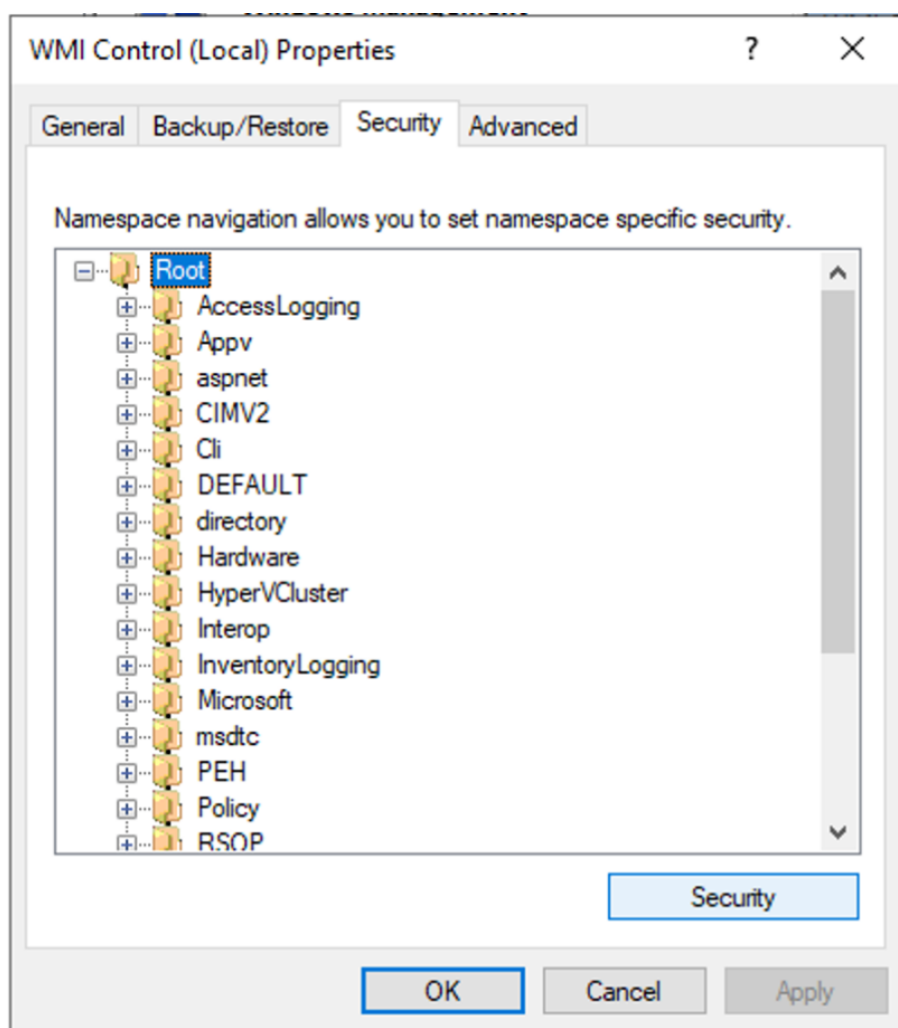 WMI Control (Local) Properties ?
General Backup/Restore Security Advanced
Namespace navigation allows you to set namespace specific security.
Root
AccessLogging
Appv
aspnet
CIMV2
Cli
DEFAULT
directory
Hardware
HyperVCluster
Interop
InventoryLogging
Microsoft
msdtc
PEH
Policy
RSOP
Security
OK Cancel Apply